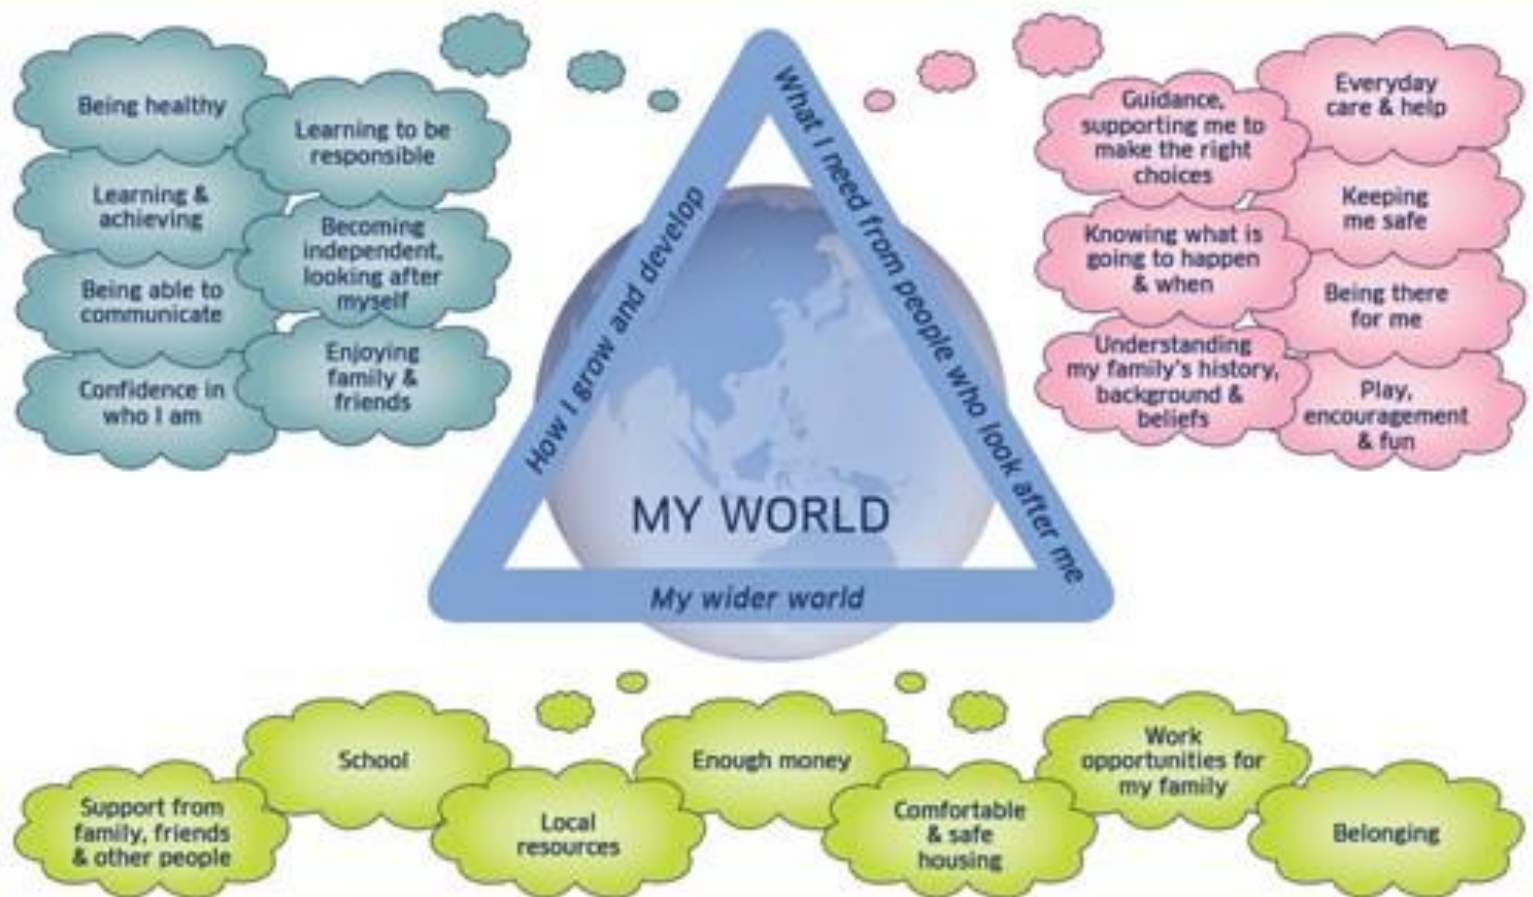 Being healthy
Learning to be
responsible
Learning &
achieving
Becoming
independent,
looking after
myself
Being able to
communicate
Enjoying
family &
friends
Confidence in
who I am
How I grow and develop
What I need from people who look after me
Guidance,
supporting me to
make the right
choices
Everyday
care & help
Keeping
me safe
Knowing what is
going to happen
& when
Being there
for me
Understanding
my family's history,
background &
beliefs
Play,
encouragement
& fun
MY WORLD
My wider world
Support from
family, friends
& other people
School
Local
resources
Enough money
Comfortable
& safe
housing
Work
opportunities for
my family
Belonging